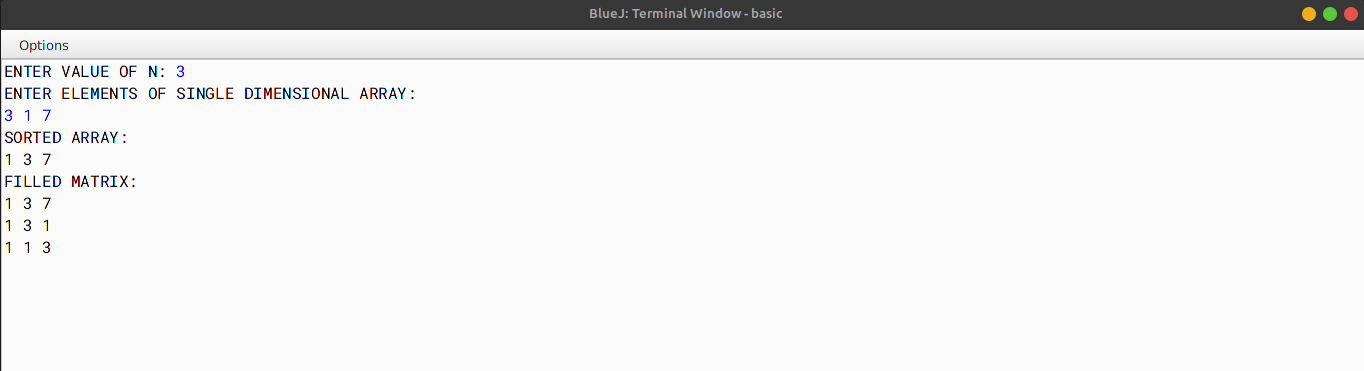 BlueJ: Terminal Window - basic
Options
ENTER VALUE OF N: 3
ENTER ELEMENTS OF SINGLE DIMENSIONAL ARRAY:
3 1 7
SORTED ARRAY:
1 3 7
FILLED MATRIX:
1 3 7
1 3 1
1 1 3